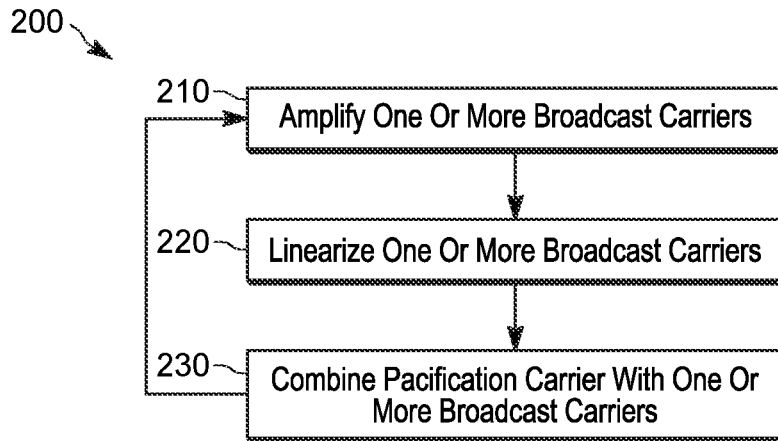 200
210
Amplify One Or More Broadcast Carriers
220
Linearize One Or More Broadcast Carriers
230
Combine Pacification Carrier With One Or
More Broadcast Carriers